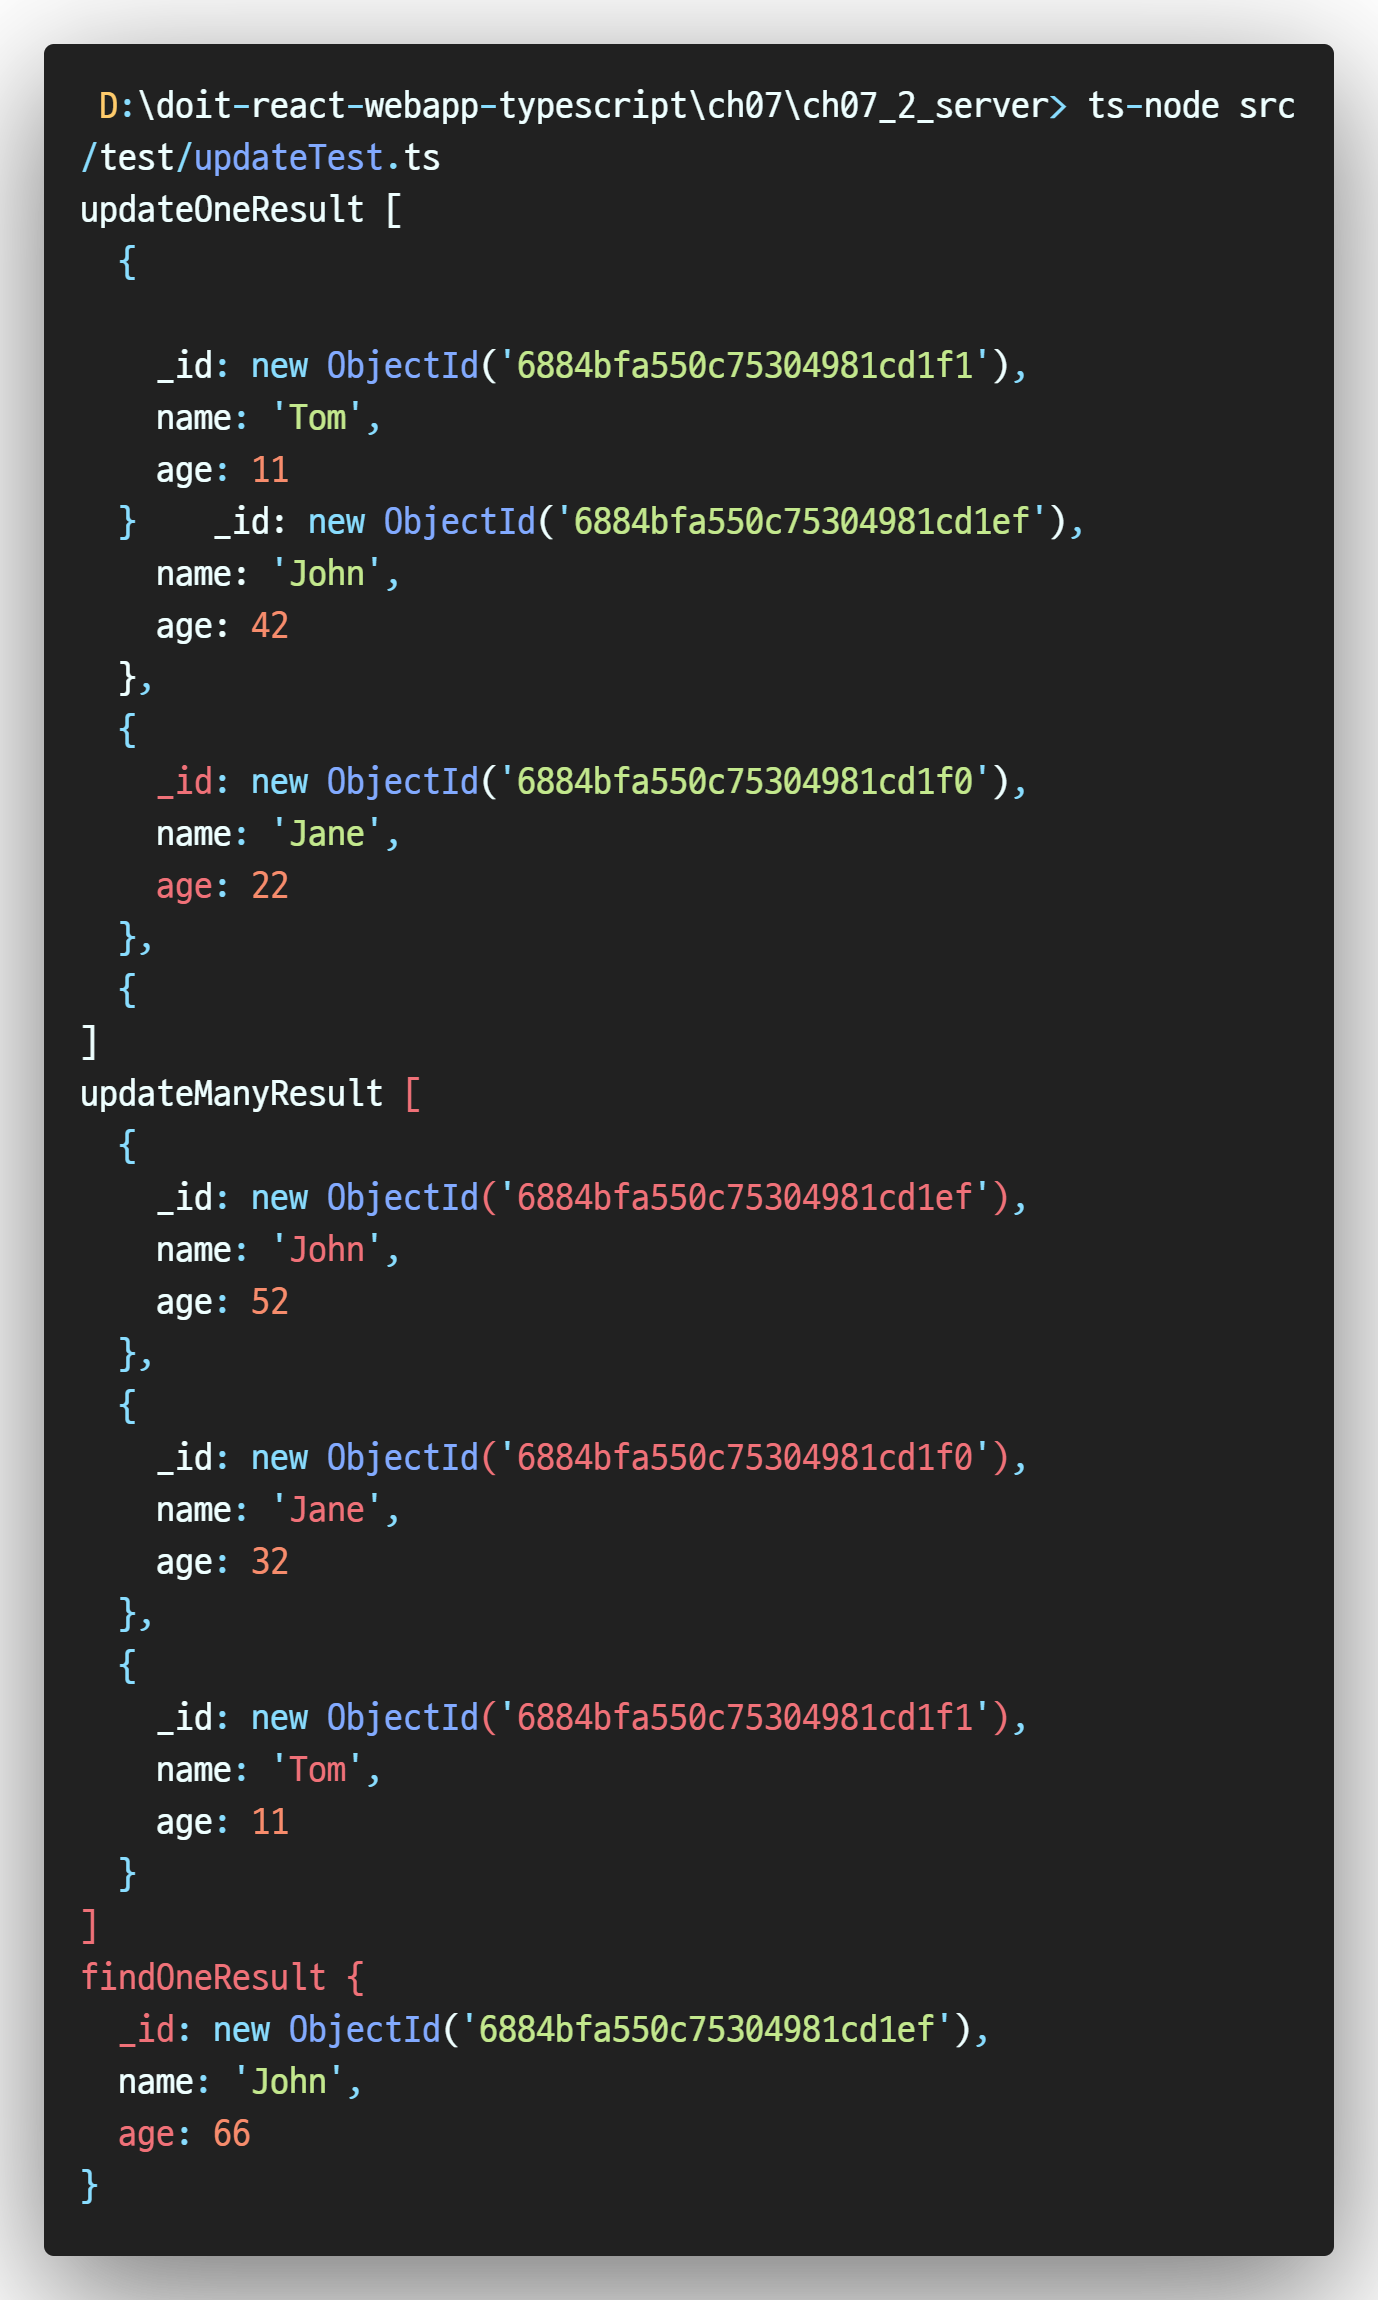 D:\doit-react-webapp-typescript\ch07\ch07_2_server> ts-node src
/test/updateTest.ts
updateOneResult [
  {

    _id: new ObjectId('6884bfa550c75304981cd1f1'),
    name: 'Tom',
    age: 11
  }    _id: new ObjectId('6884bfa550c75304981cd1ef'),
    name: 'John',
    age: 42
  },
  {
    _id: new ObjectId('6884bfa550c75304981cd1f0'),
    name: 'Jane',
    age: 22
  },
  {
]
updateManyResult [
  {
    _id: new ObjectId('6884bfa550c75304981cd1ef'),
    name: 'John',
    age: 52
  },
  {
    _id: new ObjectId('6884bfa550c75304981cd1f0'),
    name: 'Jane',
    age: 32
  },
  {
    _id: new ObjectId('6884bfa550c75304981cd1f1'),
    name: 'Tom',
    age: 11
  }
]
findOneResult {
  _id: new ObjectId('6884bfa550c75304981cd1ef'),
  name: 'John',
  age: 66
}